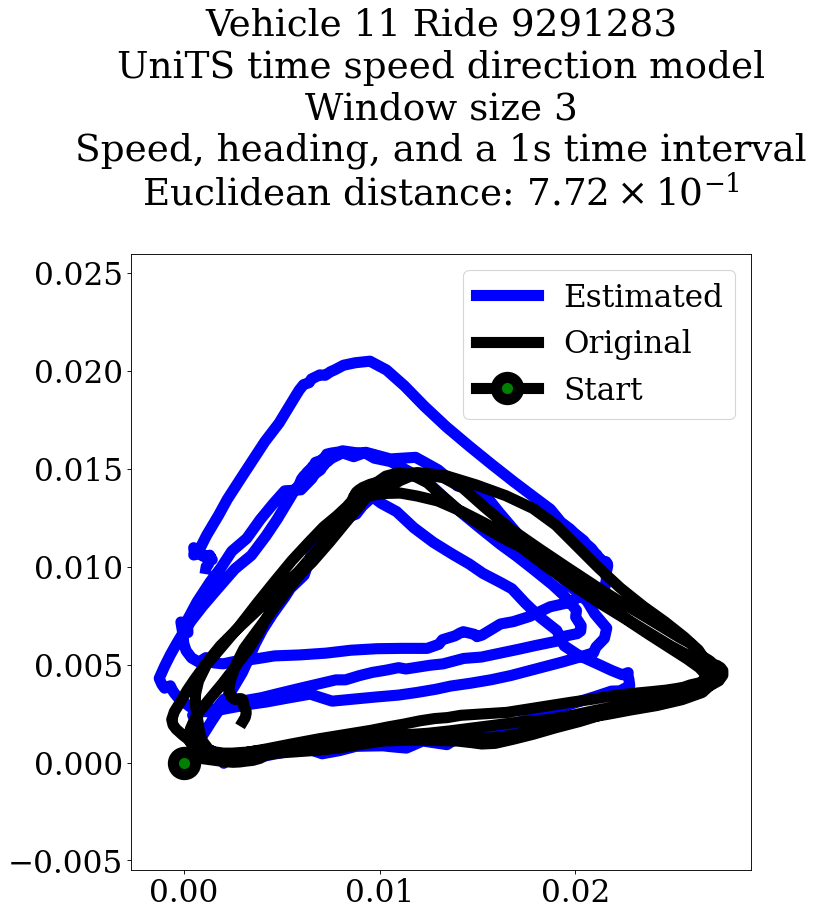 Vehicle 11 Ride 9291283
UniTS time speed direction model
Window size 3
Speed, heading, and a 1s time interval
Euclidean distance: 7.72 × 10⁻¹
0.025
0.020
0.015
0.010
0.005
0.000
−0.005
0.00 0.01 0.02
Estimated
Original
Start